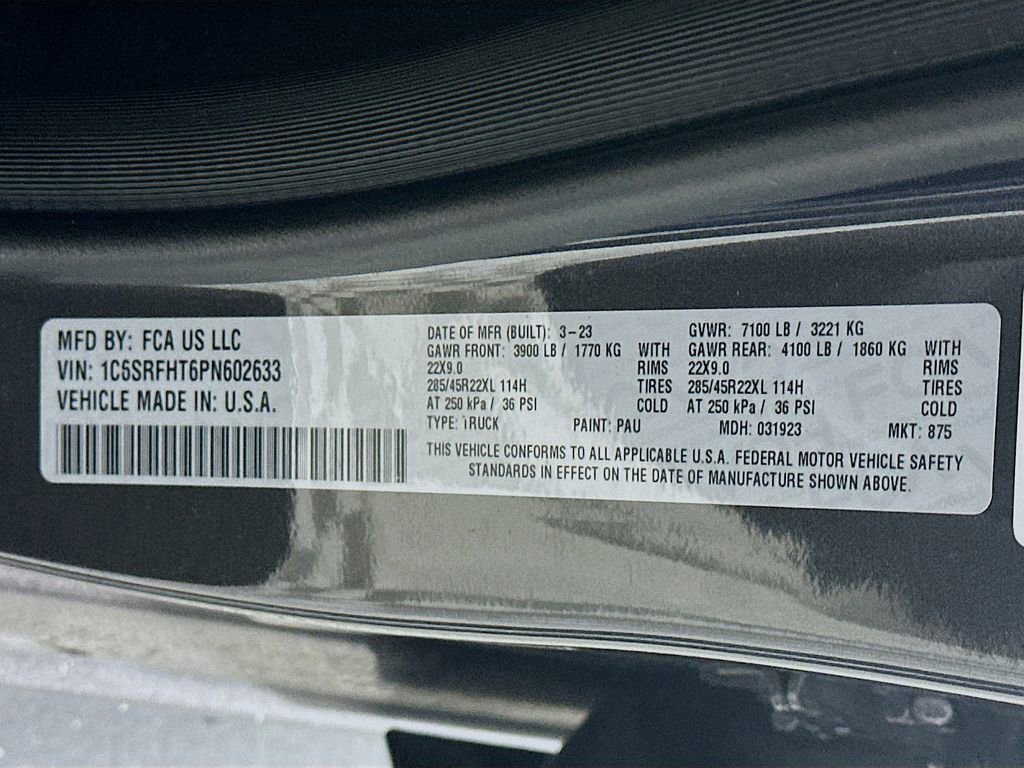 MFD BY: FCA US LLC
VIN: 1C6SRFHT6PN602633
VEHICLE MADE IN: U.S.A.
DATE OF MFR (BUILT): 3-23 GVWR: 7100 LB / 3221 KG
GAWR FRONT: 3900 LB / 1770 KG WITH GAWR REAR: 4100 LB / 1860 KG WITH
22X9.0 RIMS 22X9.0 RIMS
285/45R22XL 114H TIRES 285/45R22XL 114H TIRES
AT 250 kPa / 36 PSI COLD AT 250 kPa / 36 PSI COLD
TYPE: TRUCK PAINT: PAU MDH: 031923 MKT: 875
THIS VEHICLE CONFORMS TO ALL APPLICABLE U.S.A. FEDERAL MOTOR VEHICLE SAFETY
STANDARDS IN EFFECT ON THE DATE OF MANUFACTURE SHOWN ABOVE.